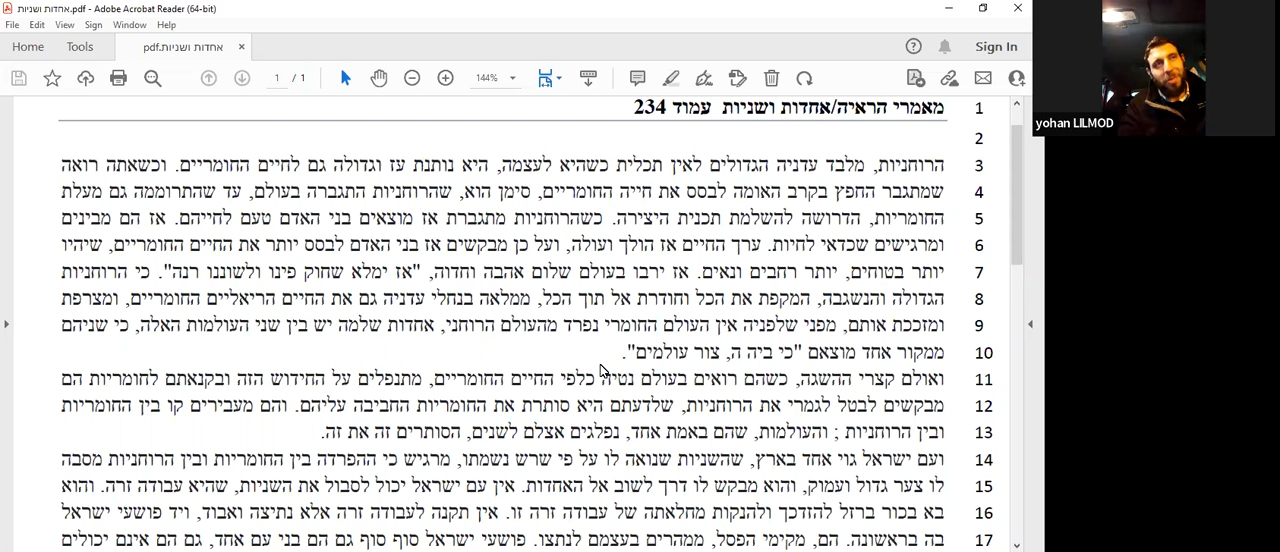 אחדות ושניות.pdf - Adobe Acrobat Reader (64-bit)
File Edit View Sign Window Help
Home Tools אחדות ושניות.pdf × Sign In
1 / 1 144%
yohan LILMOD
מאמרי הראיה/אחדות ושניות עמוד 234 1
2
הרוחניות, מלבד עדניה הגדולים לאין תכלית כשהיא לעצמה, היא נותנת עז וגדולה גם לחיים החומריים. וכשאתה רואה 3
שמתגבר החפץ בקרב האומה לבסס את חייה החומריים, סימן הוא, שהרוחניות התגברה בעולם, עד שהתרוממה גם מעלת 4
החומריות, הדרושה להשלמת תכנית היצירה. כשהרוחניות מתגברת אז מוצאים בני האדם טעם לחייהם. אז הם מבינים 5
ומרגישים שכדאי לחיות. ערך החיים אז הולך ועולה, ועל כן מבקשים אז בני האדם לבסס יותר את החיים החומריים, שיהיו 6
יותר בטוחים, יותר רחבים ונאים. אז ירבו בעולם שלום אהבה וחדוה, "אז ימלא שחוק פינו ולשוננו רנה". כי הרוחניות 7
הגדולה והנשגבה, המקפת את הכל וחודרת אל תוך הכל, ממלאה בנחלי עדניה גם את החיים הריאליים החומריים, ומצרפת 8
ומזככת אותם, מפני שלפניה אין העולם החומרי נפרד מהעולם הרוחני, אחדות שלמה יש בין שני העולמות האלה, כי שניהם 9
ממקור אחד מוצאם "כי ביה ה, צור עולמים". 10
ואולם קצרי ההשגה, כשהם רואים בעולם נטיה כלפי החיים החומריים, מתנפלים על החידוש הזה ובקנאתם לחומריות הם 11
מבקשים לבטל לגמרי את הרוחניות, שלדעתם היא סותרת את החומריות החביבה עליהם. והם מעבירים קו בין החומריות 12
ובין הרוחניות ; והעולמות, שהם באמת אחד, נפלגים אצלם לשנים, הסותרים זה את זה. 13
ועם ישראל גוי אחד בארץ, שהשניות שנואה לו על פי שרש נשמתו, מרגיש כי ההפרדה בין החומריות ובין הרוחניות מסבה 14
לו צער גדול ועמוק, והוא מבקש לו דרך לשוב אל האחדות. אין עם ישראל יכול לסבול את השניות, שהיא עבודה זרה. והוא 15
בא בכור ברזל להזדכך ולהנקות מחלאתה של עבודה זרה זו. אין תקנה לעבודה זרה אלא נתיצה ואבוד, ויד פושעי ישראל 16
בה בראשונה. הם, מקימי הפסל, ממהרים בעצמם לנתצו. פושעי ישראל סוף סוף גם הם בני עם אחד, גם הם אינם יכולים 17